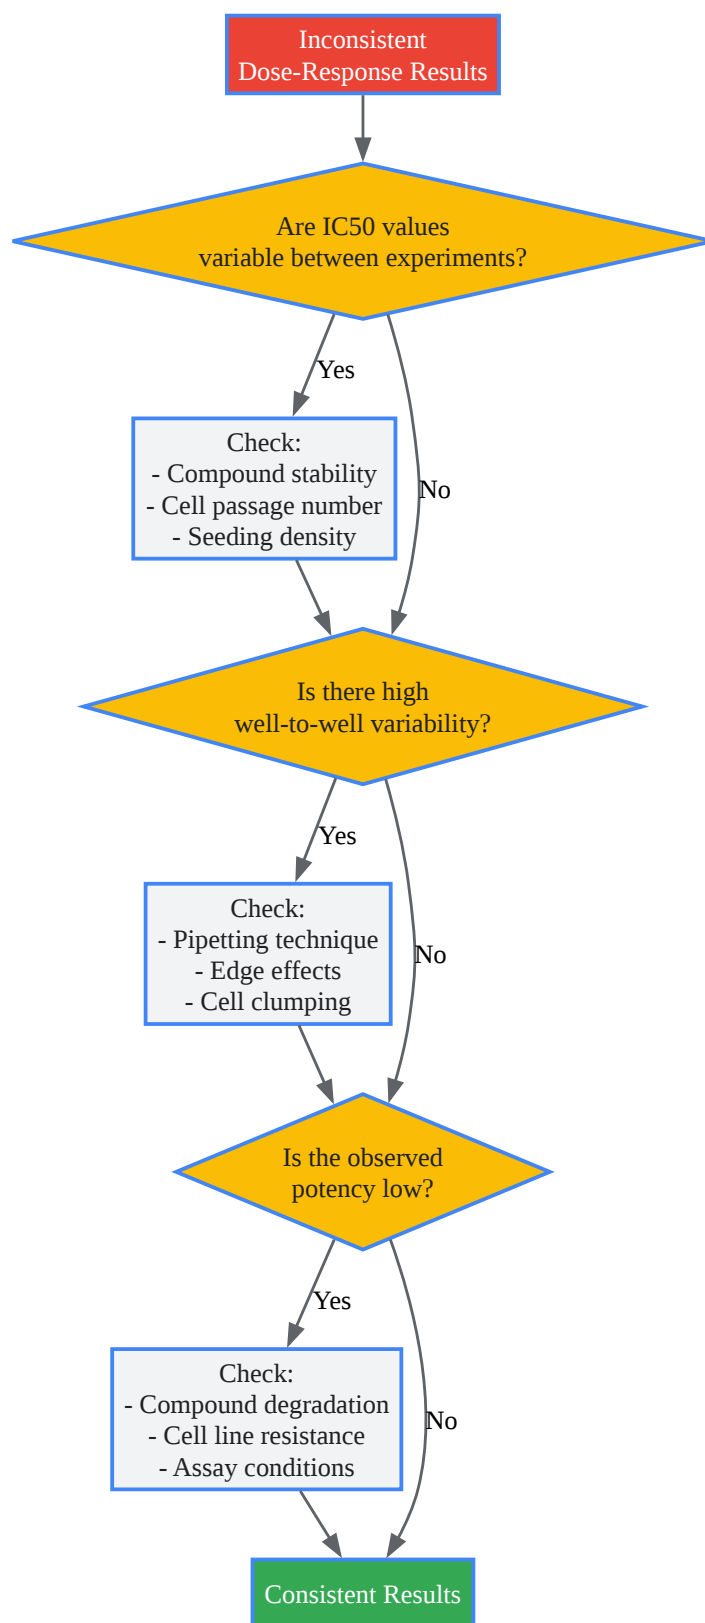 Inconsistent
Dose-Response Results
Are IC50 values
variable between experiments?
Yes
Check:
- Compound stability
- Cell passage number
- Seeding density
No
Is there high
well-to-well variability?
Yes
Check:
- Pipetting technique
- Edge effects
- Cell clumping
No
Is the observed
potency low?
Yes
Check:
- Compound degradation
- Cell line resistance
- Assay conditions
No
Consistent Results